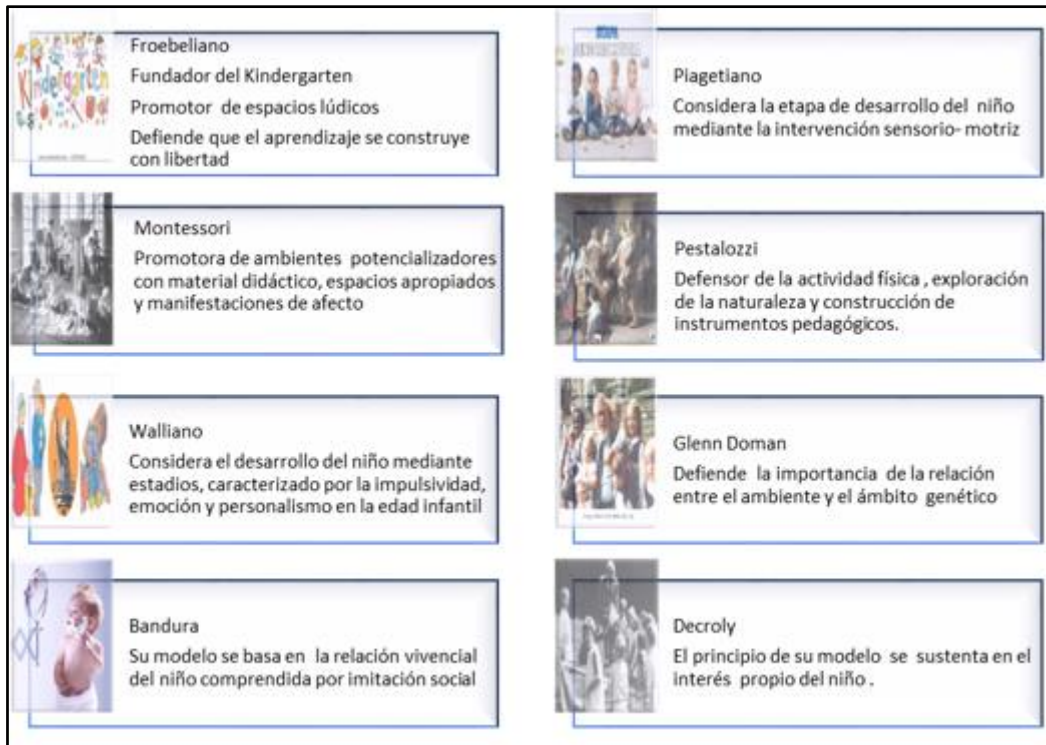 Kindergarten
Froebeliano
Fundador del Kindergarten
Promotor de espacios lúdicos
Defiende que el aprendizaje se construye
con libertad
ETAPA
Piagetiano
Considera la etapa de desarrollo del niño
mediante la intervención sensorio- motriz
Montessori
Promotora de ambientes potencializadores
con material didáctico, espacios apropiados
y manifestaciones de afecto
Pestalozzi
Defensor de la actividad física , exploración
de la naturaleza y construcción de
instrumentos pedagógicos.
Walliano
Considera el desarrollo del niño mediante
estadios, caracterizado por la impulsividad,
emoción y personalismo en la edad infantil
Glenn Doman
Defiende la importancia de la relación
entre el ambiente y el ámbito genético
Bandura
Su modelo se basa en la relación vivencial
del niño comprendida por imitación social
Decroly
El principio de su modelo se sustenta en el
interés propio del niño .